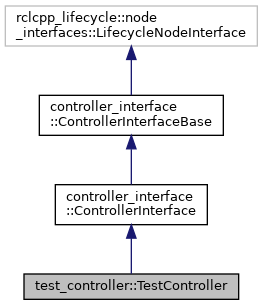 rclcpp_lifecycle::node
_interfaces::LifecycleNodeInterface
controller_interface
::ControllerInterfaceBase
controller_interface
::ControllerInterface
test_controller::TestController